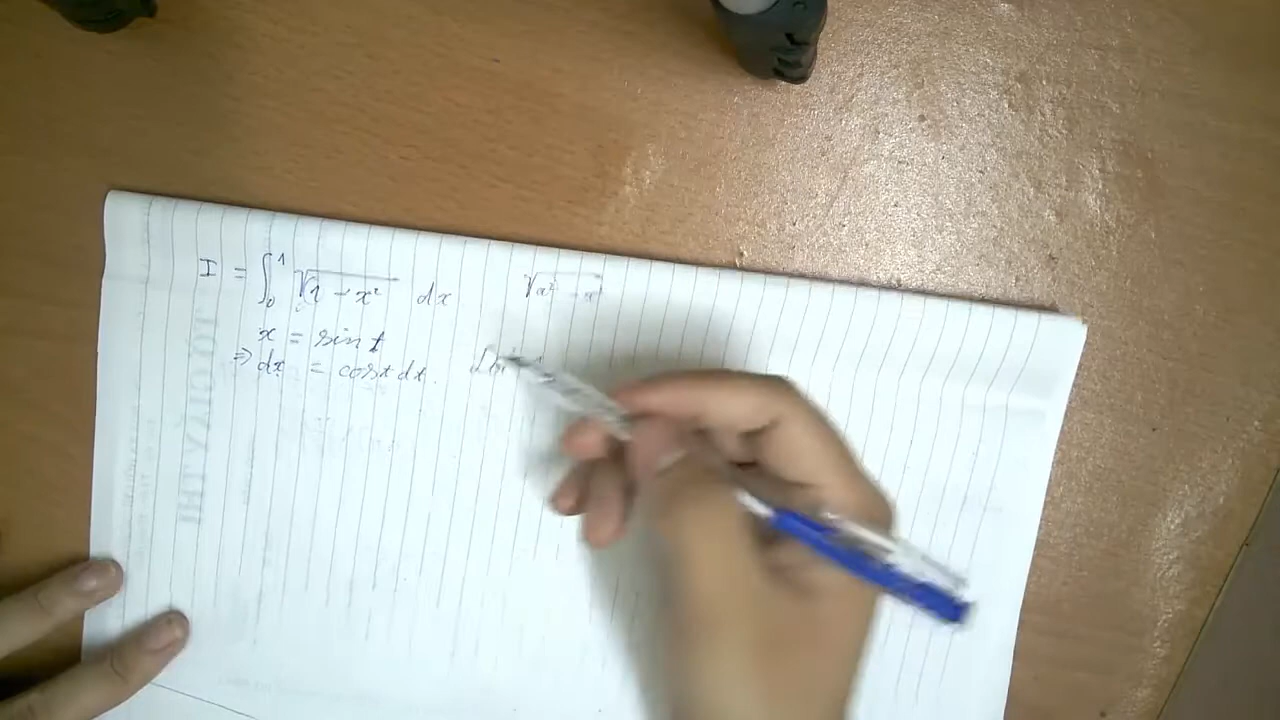 I = ∫₀¹ √(1 - x²) dx √(a² - x²)
x = sin t
⇒ dx = cost dt.